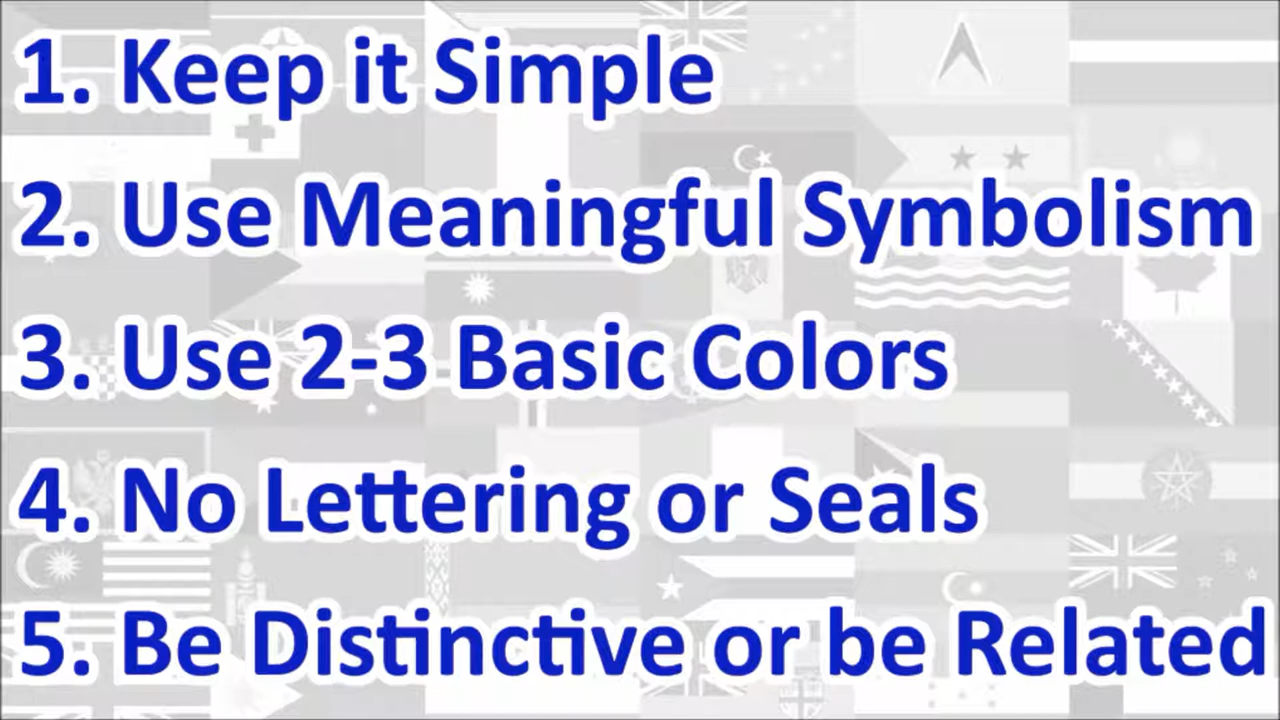 1. Keep it Simple
2. Use Meaningful Symbolism
3. Use 2-3 Basic Colors
4. No Lettering or Seals
5. Be Distinctive or be Related